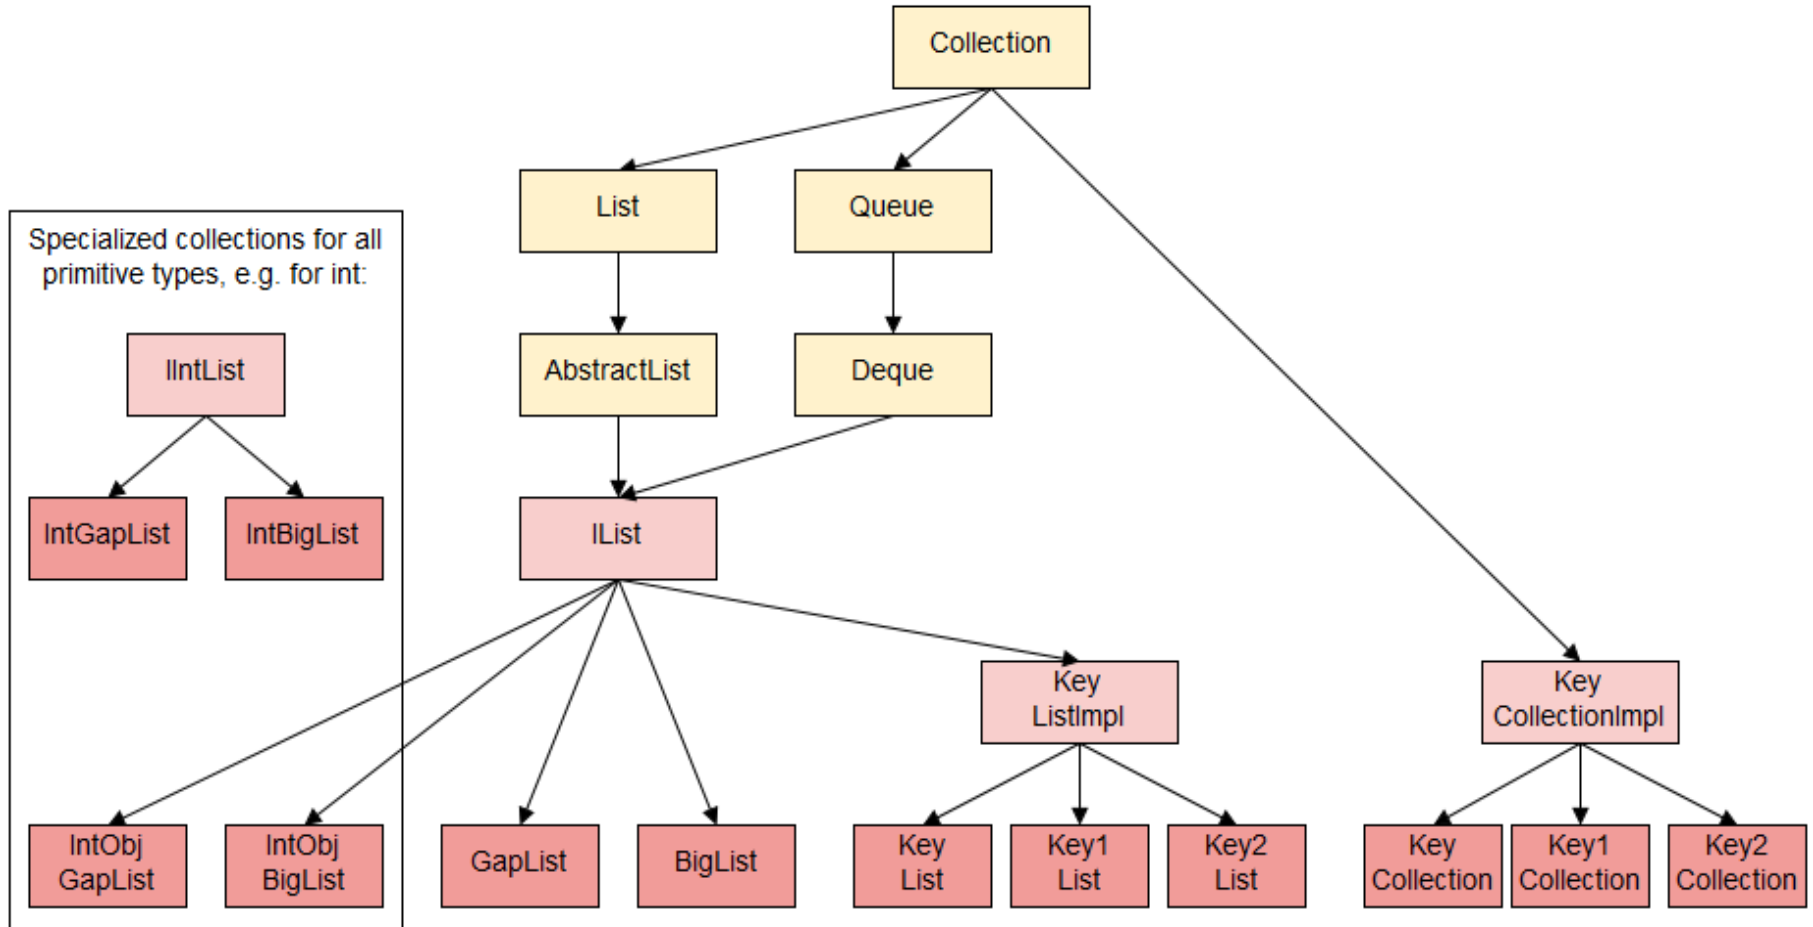 Collection
List
Queue
Specialized collections for all
primitive types, e.g. for int:
IIntList
AbstractList
Deque
IntGapList
IntBigList
IList
Key
ListImpl
Key
CollectionImpl
IntObj
GapList
IntObj
BigList
GapList
BigList
Key
List
Key1
List
Key2
List
Key
Collection
Key1
Collection
Key2
Collection